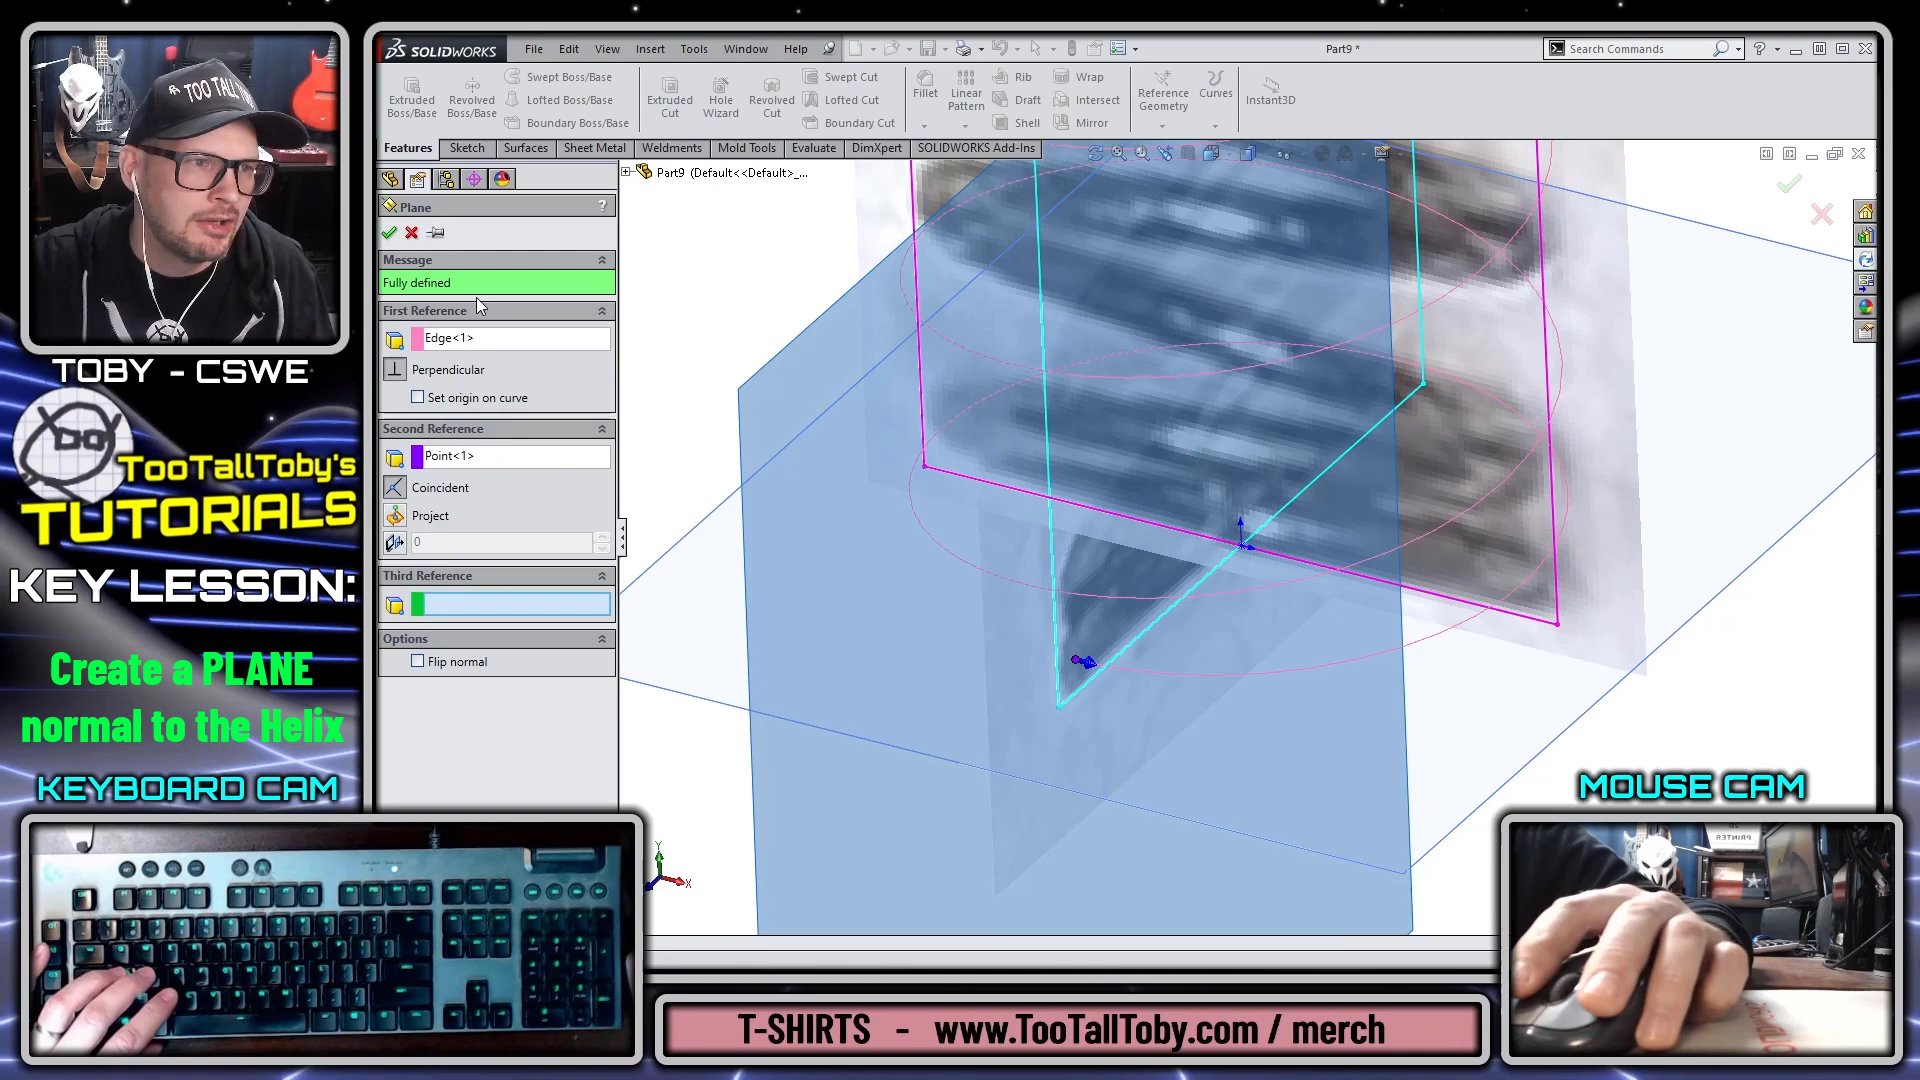 SOLIDWORKS
File Edit View Insert Tools Window Help
Part9 *
Search Commands
Extruded Boss/Base
Revolved Boss/Base
Swept Boss/Base
Lofted Boss/Base
Boundary Boss/Base
Extruded Cut
Hole Wizard
Revolved Cut
Swept Cut
Lofted Cut
Boundary Cut
Fillet
Linear Pattern
Rib
Draft
Shell
Wrap
Intersect
Mirror
Reference Geometry
Curves
Instant3D
Features Sketch Surfaces Sheet Metal Weldments Mold Tools Evaluate DimXpert SOLIDWORKS Add-Ins
Part9 (Default<<Default>_...
Plane
?
Message
Fully defined
First Reference
Edge<1>
Perpendicular
Set origin on curve
Second Reference
Point<1>
Coincident
Project
0
Third Reference
Options
Flip normal
Y
X
TOBY - CSWE
TooTallToby's
TUTORIALS
KEY LESSON:
Create a PLANE
normal to the Helix
KEYBOARD CAM
MOUSE CAM
T-SHIRTS - www.TooTallToby.com / merch